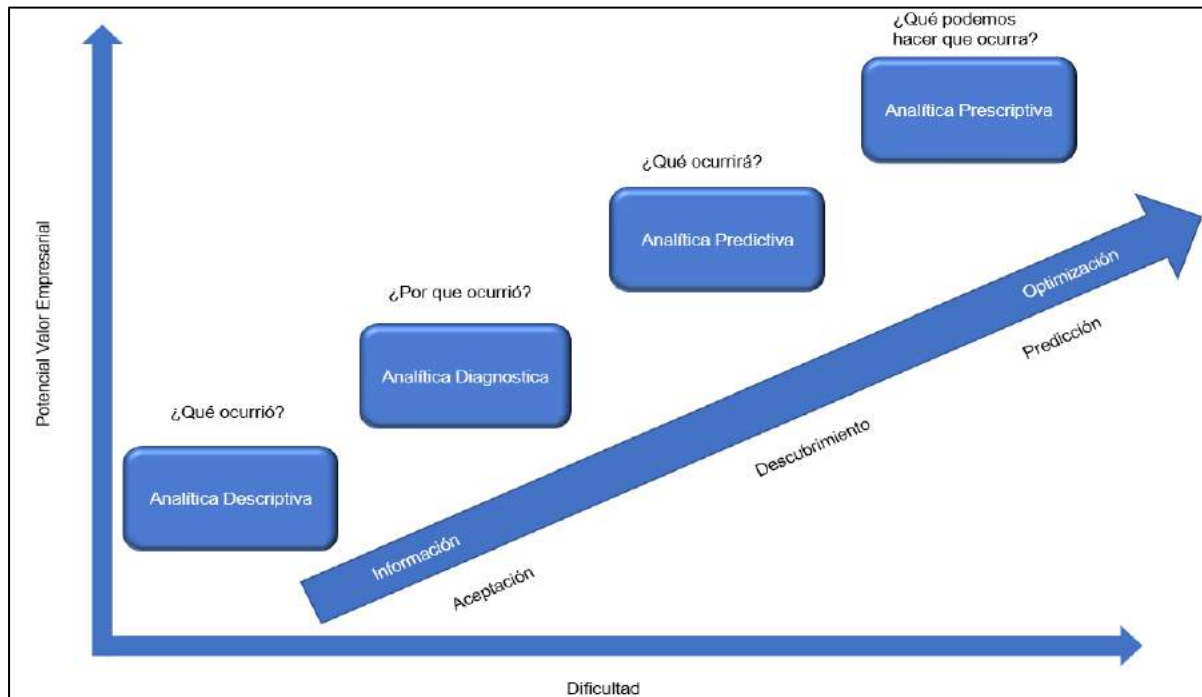 ¿Qué podemos
hacer que ocurra?
Analítica Prescriptiva
¿Qué ocurrirá?
Analítica Predictiva
¿Por que ocurrió?
Analítica Diagnostica
¿Qué ocurrió?
Analítica Descriptiva
Potencial Valor Empresarial
Información
Optimización
Aceptación
Descubrimiento
Predicción
Dificultad